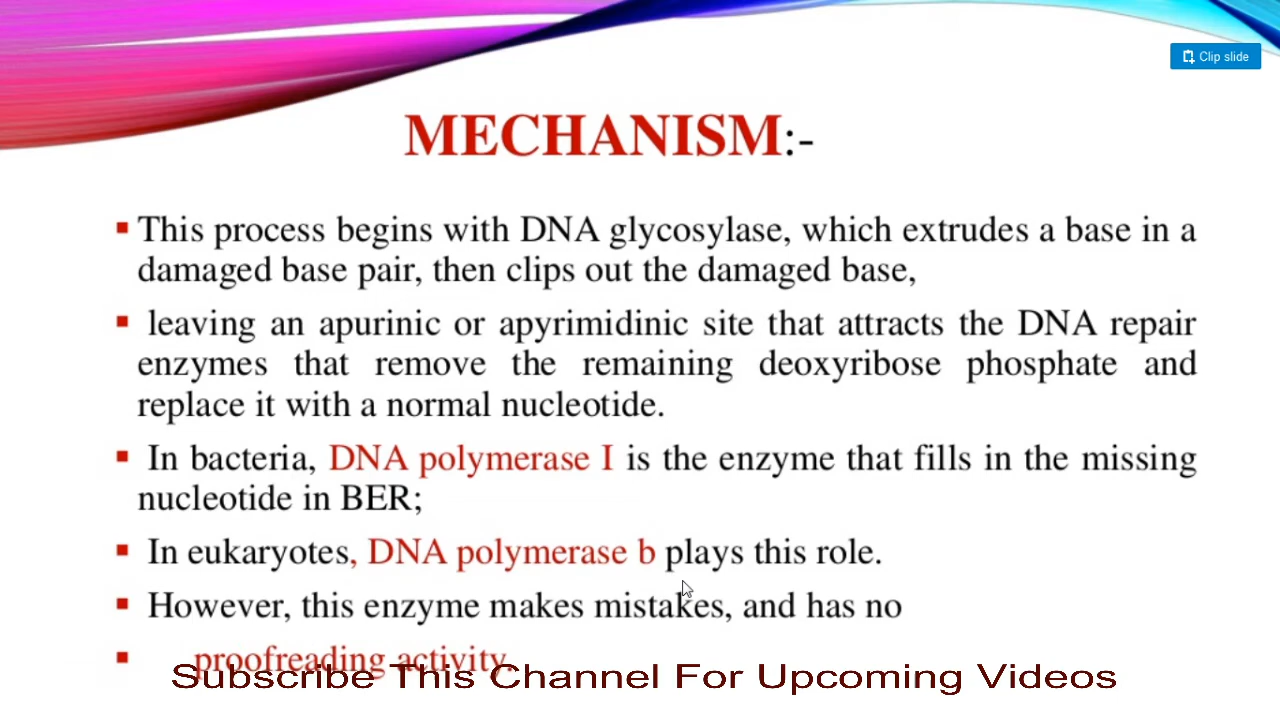 Clip slide
MECHANISM:-
▪ This process begins with DNA glycosylase, which extrudes a base in a
damaged base pair, then clips out the damaged base,
▪ leaving an apurinic or apyrimidinic site that attracts the DNA repair
enzymes that remove the remaining deoxyribose phosphate and
replace it with a normal nucleotide.
▪ In bacteria, DNA polymerase I is the enzyme that fills in the missing
nucleotide in BER;
▪ In eukaryotes, DNA polymerase b plays this role.
▪ However, this enzyme makes mistakes, and has no
▪ proofreading activity.
Subscribe This Channel For Upcoming Videos